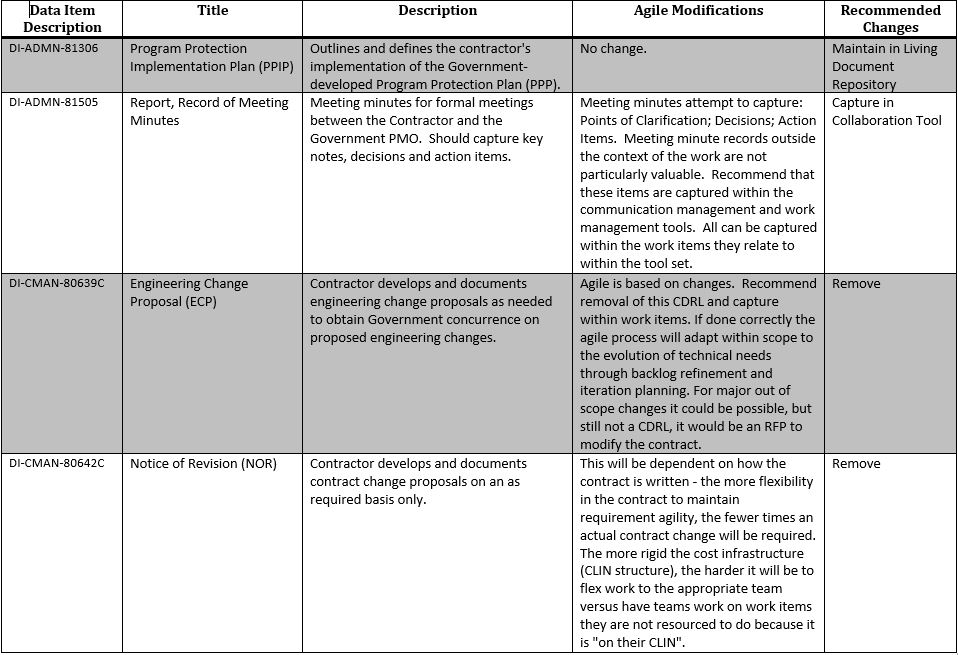 Data Item Description
Title
Description
Agile Modifications
Recommended Changes
DI-ADMN-81306
Program Protection
Implementation Plan (PPIP)
Outlines and defines the contractor's
implementation of the Government-
developed Program Protection Plan (PPP).
No change.
Maintain in Living
Document
Repository
DI-ADMN-81505
Report, Record of Meeting
Minutes
Meeting minutes for formal meetings
between the Contractor and the
Government PMO.  Should capture key
notes, decisions and action items.
Meeting minutes attempt to capture:
Points of Clarification; Decisions; Action
Items.  Meeting minute records outside
the context of the work are not
particularly valuable.  Recommend that
these items are captured within the
communication management and work
management tools.  All can be captured
within the work items they relate to
within the tool set.
Capture in
Collaboration Tool
DI-CMAN-80639C
Engineering Change
Proposal (ECP)
Contractor develops and documents
engineering change proposals as needed
to obtain Government concurrence on
proposed engineering changes.
Agile is based on changes.  Recommend
removal of this CDRL and capture
within work items. If done correctly the
agile process will adapt within scope to
the evolution of technical needs
through backlog refinement and
iteration planning. For major out of
scope changes it could be possible, but
still not a CDRL, it would be an RFP to
modify the contract.
Remove
DI-CMAN-80642C
Notice of Revision (NOR)
Contractor develops and documents
contract change proposals on an as
required basis only.
This will be dependent on how the
contract is written - the more flexibility
in the contract to maintain
requirement agility, the fewer times an
actual contract change will be required.
The more rigid the cost infrastructure
(CLIN structure), the harder it will be to
flex work to the appropriate team
versus have teams work on work items
they are not resourced to do because it
is "on their CLIN".
Remove